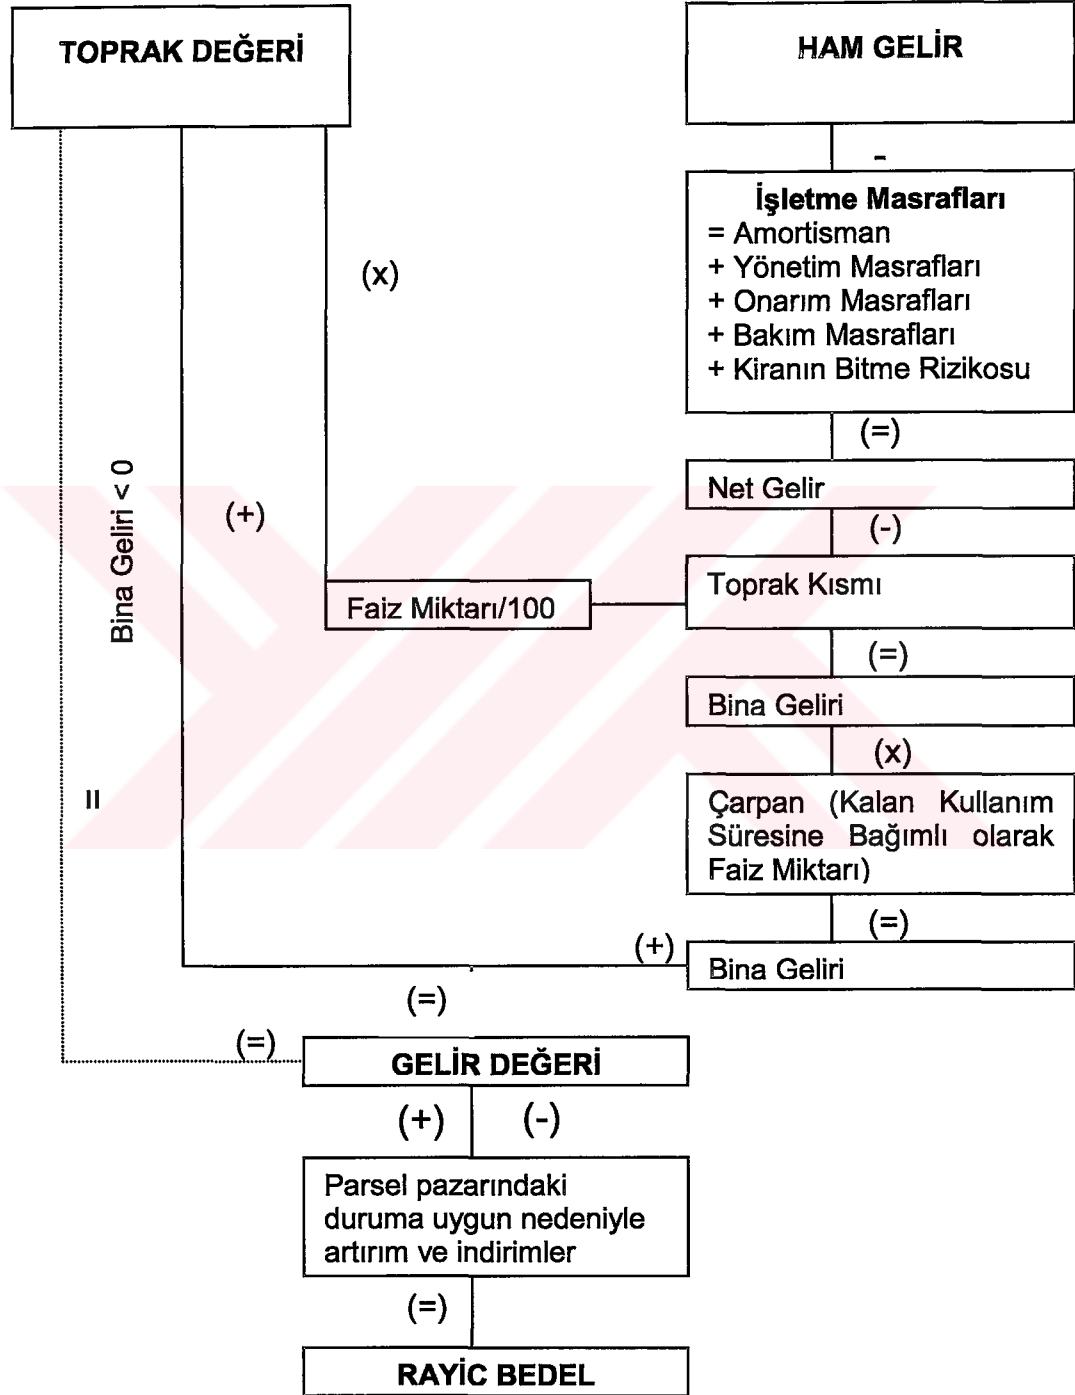 TOPRAK DEĞERİ
HAM GELİR
-
İşletme Masrafları
= Amortisman
+ Yönetim Masrafları
+ Onarım Masrafları
+ Bakım Masrafları
+ Kiranın Bitme Rizikosu
(x)
(=)
Net Gelir
(-)
Bina Geliri < 0
(+)
Faiz Miktarı/100
Toprak Kısmı
(=)
Bina Geliri
(x)
=
Çarpan (Kalan Kullanım
Süresine Bağımlı olarak
Faiz Miktarı)
(=)
(+)
Bina Geliri
(=)
(=)
GELİR DEĞERİ
(+) (-)
Parsel pazarındaki
duruma uygun nedeniyle
artırım ve indirimler
(=)
RAYİC BEDEL